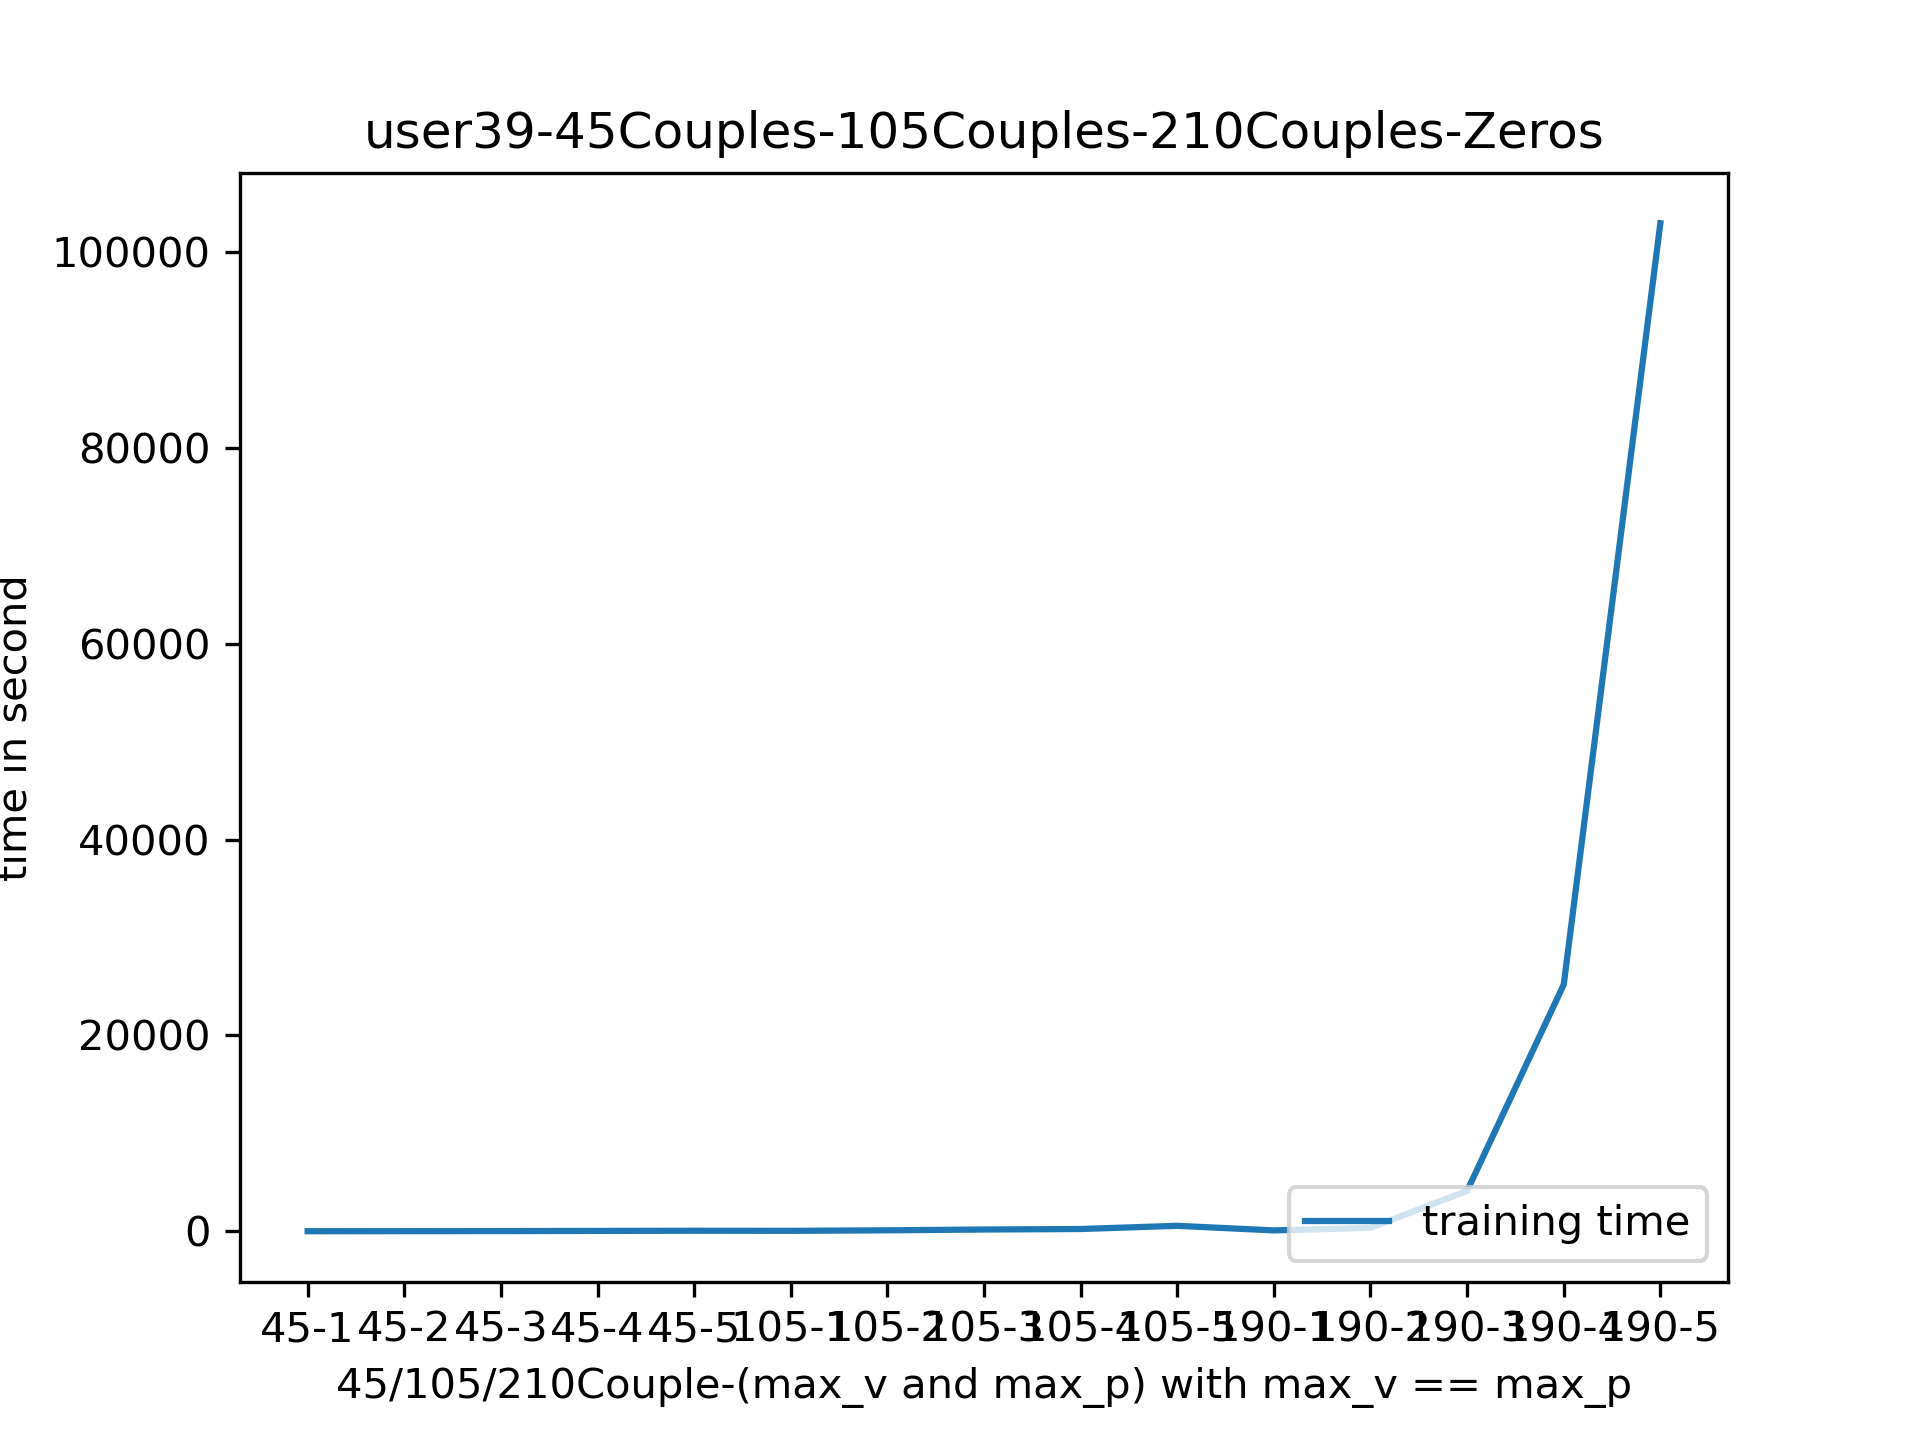 user39-45Couples-105Couples-210Couples-Zeros
100000
80000
60000
40000
20000
0
time in second
training time
45-1 45-2 45-3 45-4 45-5 105-1 105-2 105-3 105-4 105-5 190-1 190-2 190-3 190-4 190-5
45/105/210Couple-(max_v and max_p) with max_v == max_p